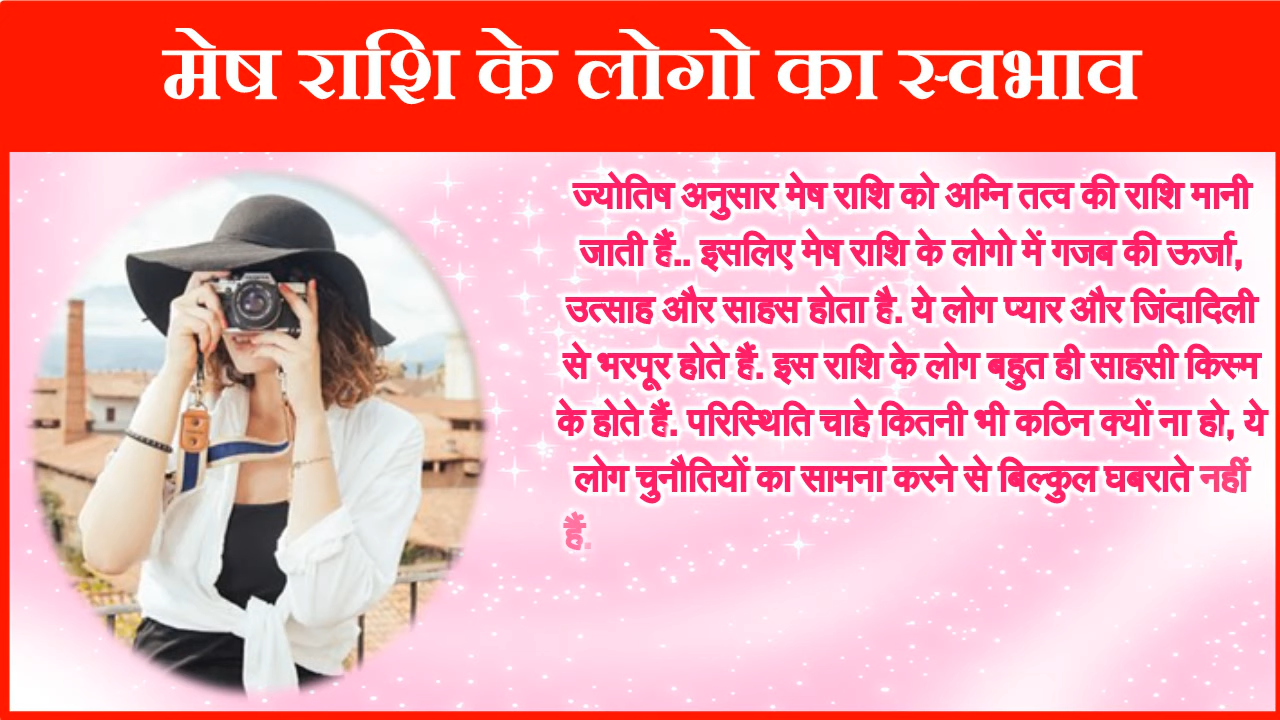 मेष राशि के लोगो का स्वभाव
ज्योतिष अनुसार मेष राशि को अग्नि तत्व की राशि मानी
जाती हैं.. इसलिए मेष राशि के लोगो में गजब की ऊर्जा,
उत्साह और साहस होता है. ये लोग प्यार और जिंदादिली
से भरपूर होते हैं. इस राशि के लोग बहुत ही साहसी किस्म
के होते हैं. परिस्थिति चाहे कितनी भी कठिन क्यों ना हो, ये
लोग चुनौतियों का सामना करने से बिल्कुल घबराते नहीं
हैं.